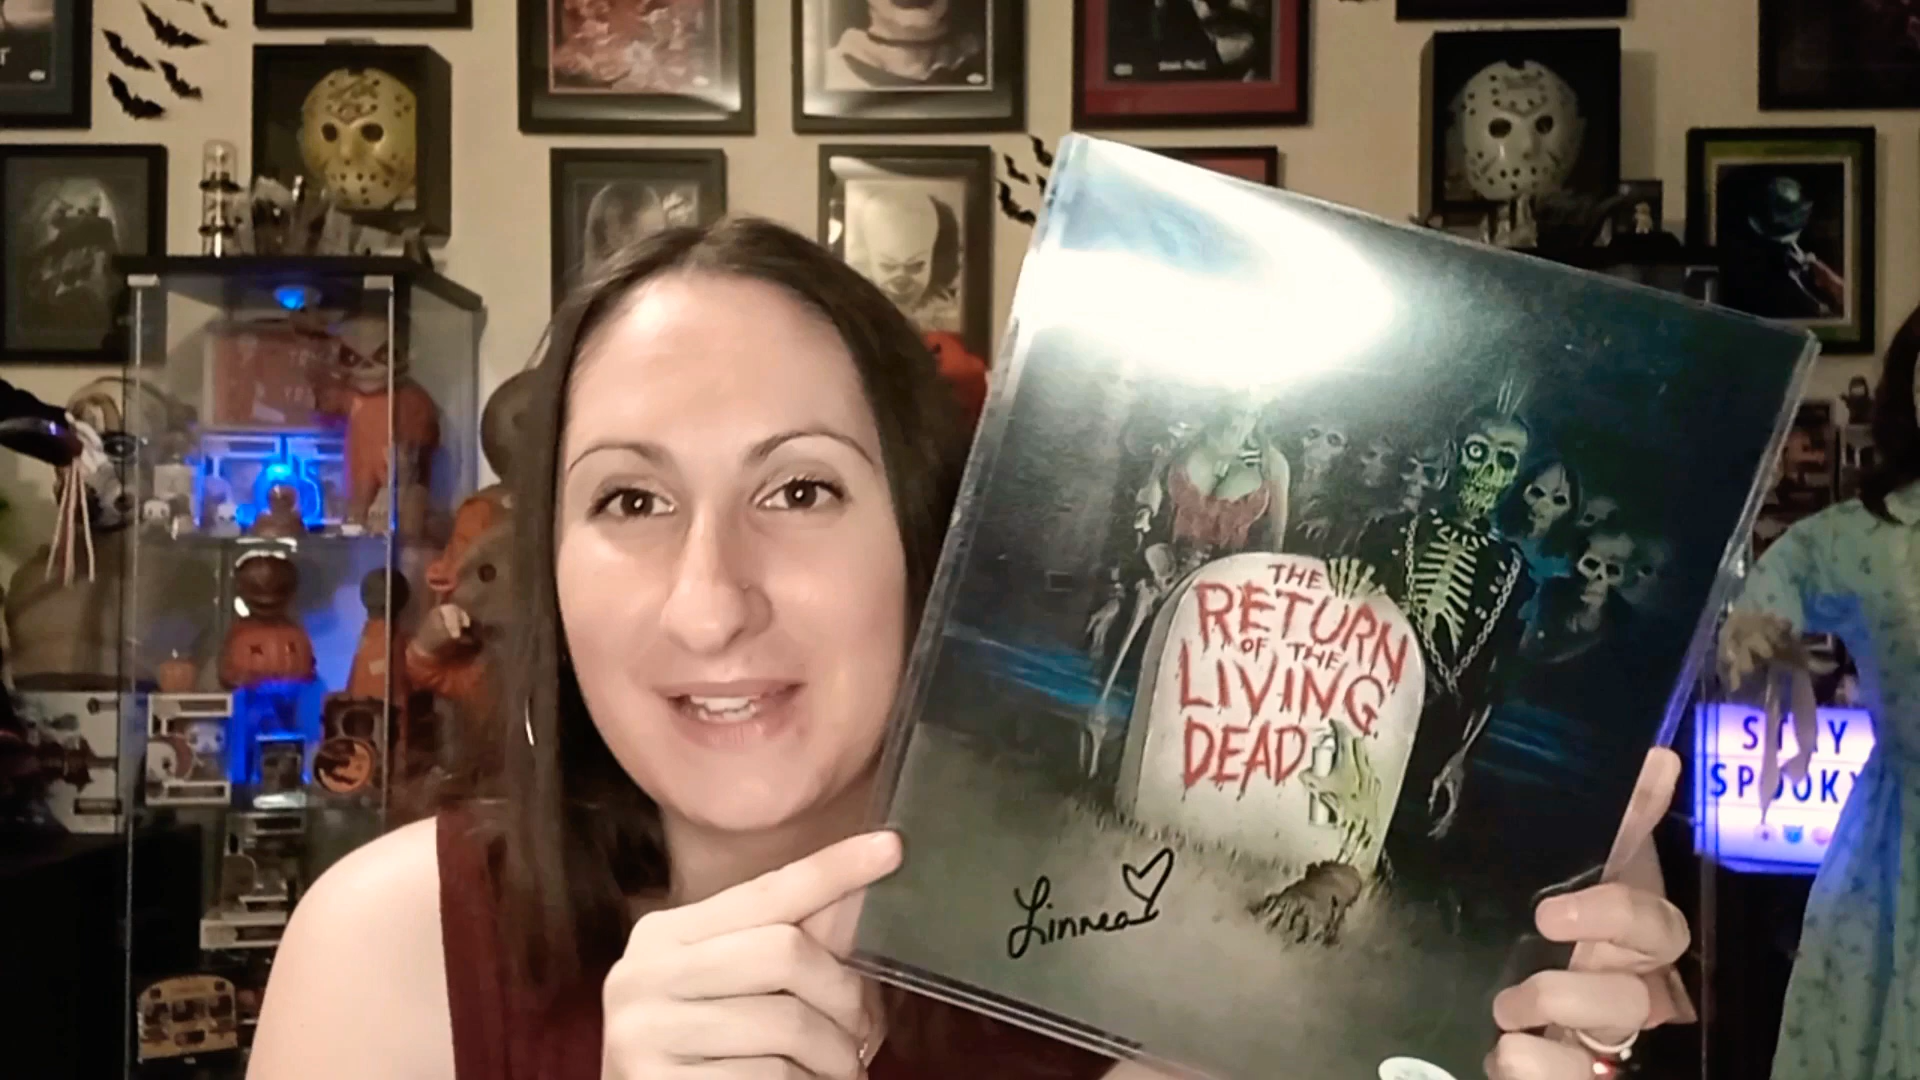 THE
RETURN
OF THE
LIVING
DEAD
Linnea
STAY
SPOOKY